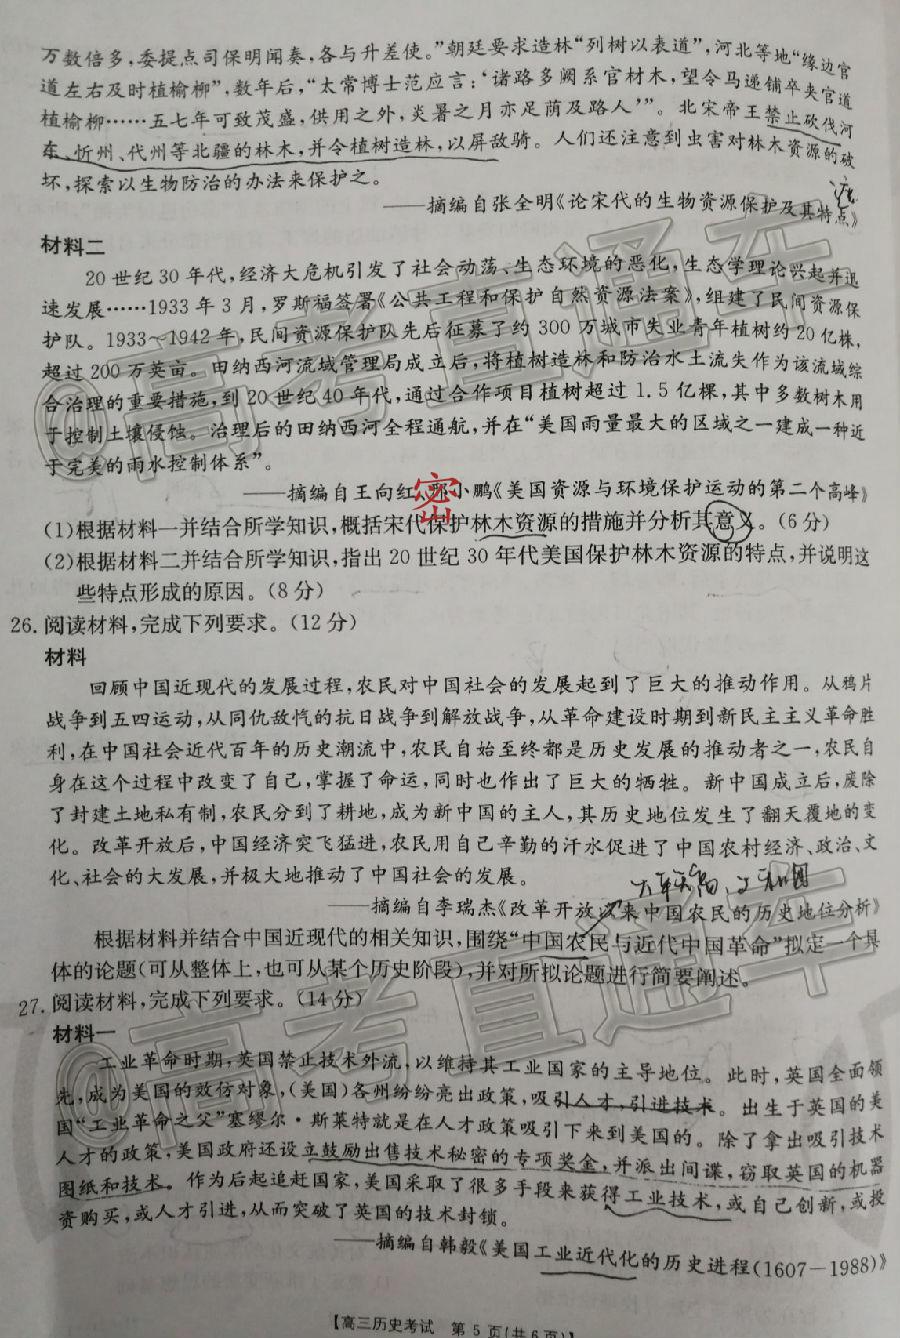 万数倍多，委提点司保明闻奏，各与升差使。”朝廷要求造林“列树以表道”，河北等地“缘边官
道左右及时植榆柳”，数年后，“太常博士范应言：‘诸路多阙系官材木，望令马递铺卒夹官道
植榆柳……五七年可致茂盛，供用之外，炎暑之月亦足荫及路人’”。北宋帝王禁止砍伐河
东、忻州、代州等北疆的林木，并令植树造林，以屏敌骑。人们还注意到虫害对林木资源的破
坏，探索以生物防治的办法来保护之。
——摘编自张全明《论宋代的生物资源保护及其特点》
材料二
20世纪30年代，经济大危机引发了社会动荡、生态环境的恶化，生态学理论兴起并迅
速发展……1933年3月，罗斯福签署《公共工程和保护自然资源法案》，组建了民间资源保
护队。1933～1942年，民间资源保护队先后征募了约300万城市失业青年植树约20亿株，
超过200万英亩。田纳西河流域管理局成立后，将植树造林和防治水土流失作为该流域综
合治理的重要措施，到20世纪40年代，通过合作项目植树超过1.5亿棵，其中多数树木用
于控制土壤侵蚀。治理后的田纳西河全程通航，并在“美国雨量最大的区域之一建成一种近
于完美的雨水控制体系”。
——摘编自王向红、邢小鹏《美国资源与环境保护运动的第二个高峰》
密
(1)根据材料一并结合所学知识，概括宋代保护林木资源的措施并分析其意义。(6分)
(2)根据材料二并结合所学知识，指出20世纪30年代美国保护林木资源的特点，并说明这
些特点形成的原因。(8分)
26.阅读材料，完成下列要求。(12分)
材料
回顾中国近现代的发展过程，农民对中国社会的发展起到了巨大的推动作用。从鸦片
战争到五四运动，从同仇敌忾的抗日战争到解放战争，从革命建设时期到新民主主义革命胜
利，在中国社会近代百年的历史潮流中，农民自始至终都是历史发展的推动者之一，农民自
身在这个过程中改变了自己，掌握了命运，同时也作出了巨大的牺牲。新中国成立后，废除
了封建土地私有制，农民分到了耕地，成为新中国的主人，其历史地位发生了翻天覆地的变
化。改革开放后，中国经济突飞猛进，农民用自己辛勤的汗水促进了中国农村经济、政治、文
化、社会的大发展，并极大地推动了中国社会的发展。
——摘编自李瑞杰《改革开放以来中国农民的历史地位分析》
根据材料并结合中国近现代的相关知识，围绕“中国农民与近代中国革命”拟定一个具
体的论题(可从整体上，也可从某个历史阶段)，并对所拟论题进行简要阐述。
27.阅读材料，完成下列要求。(14分)
材料一
工业革命时期，英国禁止技术外流，以维持其工业国家的主导地位。此时，英国全面领
先，成为美国的效仿对象，(美国)各州纷纷亮出政策，吸引人才，引进技术。出生于英国的美
国“工业革命之父”塞缪尔·斯莱特就是在人才政策吸引下来到美国的。除了拿出吸引技术
人才的政策，美国政府还设立鼓励出售技术秘密的专项奖金，并派出间谍，窃取英国的机器
图纸和技术。作为后起追赶国家，美国采取了很多手段来获得工业技术，或自己创新，或投
资购买，或人才引进，从而突破了英国的技术封锁。
——摘编自韩毅《美国工业近代化的历史进程(1607－1988)》
【高三历史考试　第5页(共6页)】
@高考直通车
@高考直通车